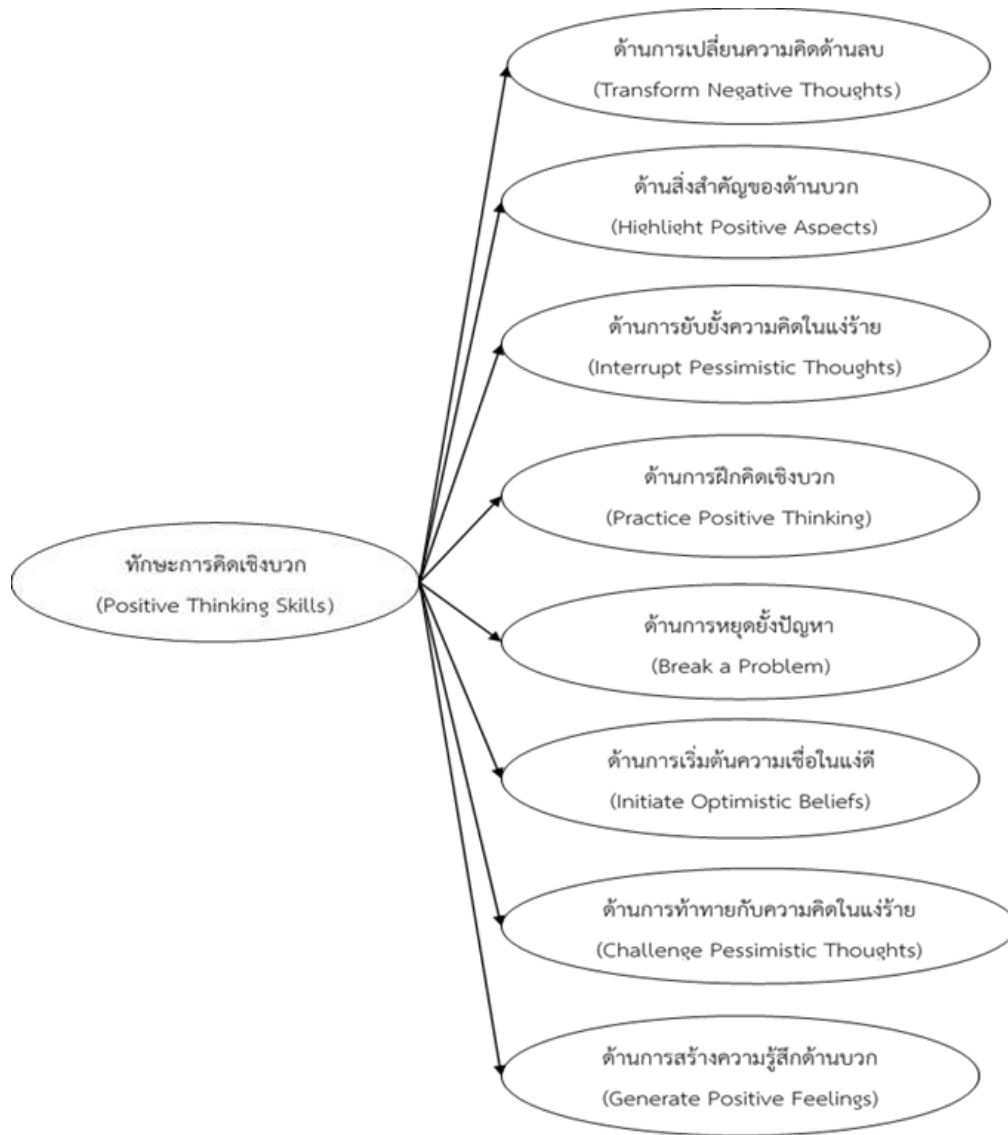 ด้านการเปลี่ยนความคิดด้านลบ
(Transform Negative Thoughts)
ด้านสิ่งสำคัญของด้านบวก
(Highlight Positive Aspects)
ด้านการยับยั้งความคิดในแง่ร้าย
(Interrupt Pessimistic Thoughts)
ด้านการฝึกคิดเชิงบวก
(Practice Positive Thinking)
ทักษะการคิดเชิงบวก
(Positive Thinking Skills)
ด้านการหยุดยั้งปัญหา
(Break a Problem)
ด้านการเริ่มต้นความเชื่อในแง่ดี
(Initiate Optimistic Beliefs)
ด้านการท้าทายกับความคิดในแง่ร้าย
(Challenge Pessimistic Thoughts)
ด้านการสร้างความรู้สึกด้านบวก
(Generate Positive Feelings)